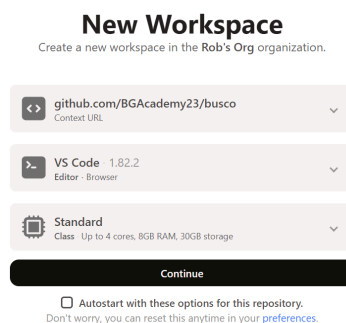 New Workspace
Create a new workspace in the Rob's Org organization.
github.com/BGAcademy23/busco
Context URL
VS Code · 1.82.2
Editor · Browser
Standard
Class · Up to 4 cores, 8GB RAM, 30GB storage
Continue
Autostart with these options for this repository.
Don't worry, you can reset this anytime in your preferences.